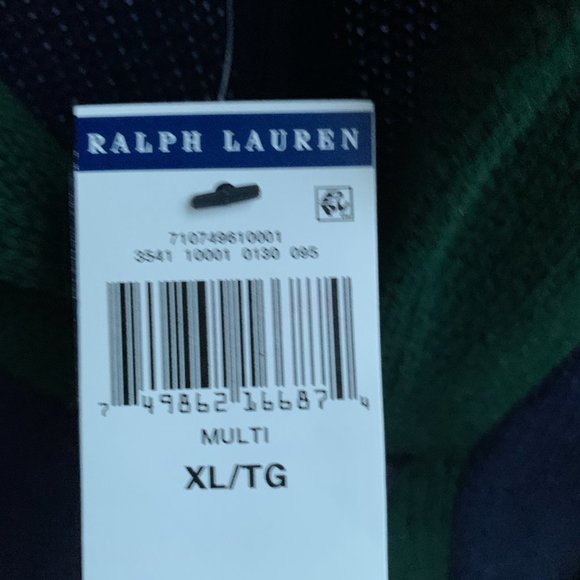 RALPH LAUREN
710749610001
3541 10001 0130 095
7 49862 16687 4
MULTI
XL/TG